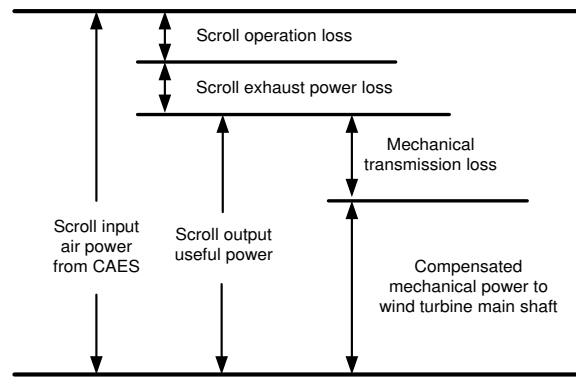 Scroll operation loss
Scroll exhaust power loss
Mechanical
transmission loss
Scroll input
air power
from CAES
Scroll output
useful power
Compensated
mechanical power to
wind turbine main shaft